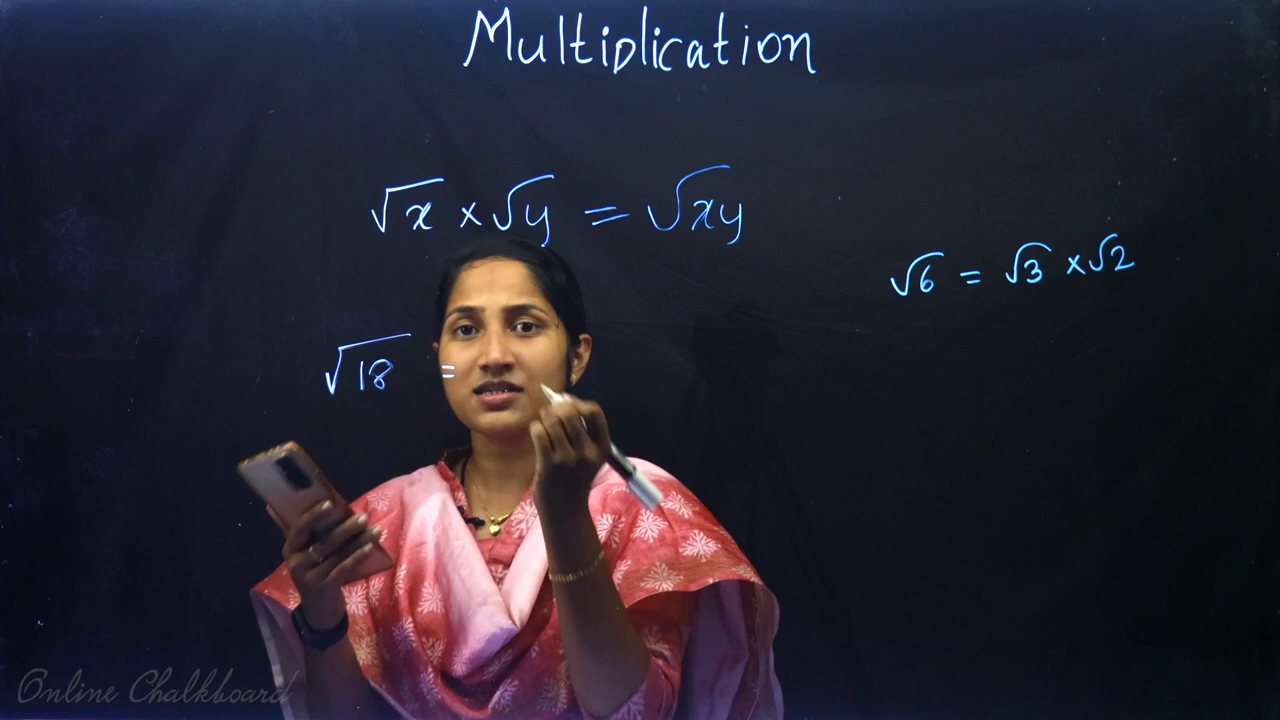 Multiplication
√x × √y = √xy
√6 = √3 × √2
√18 =
Online Chalkboard